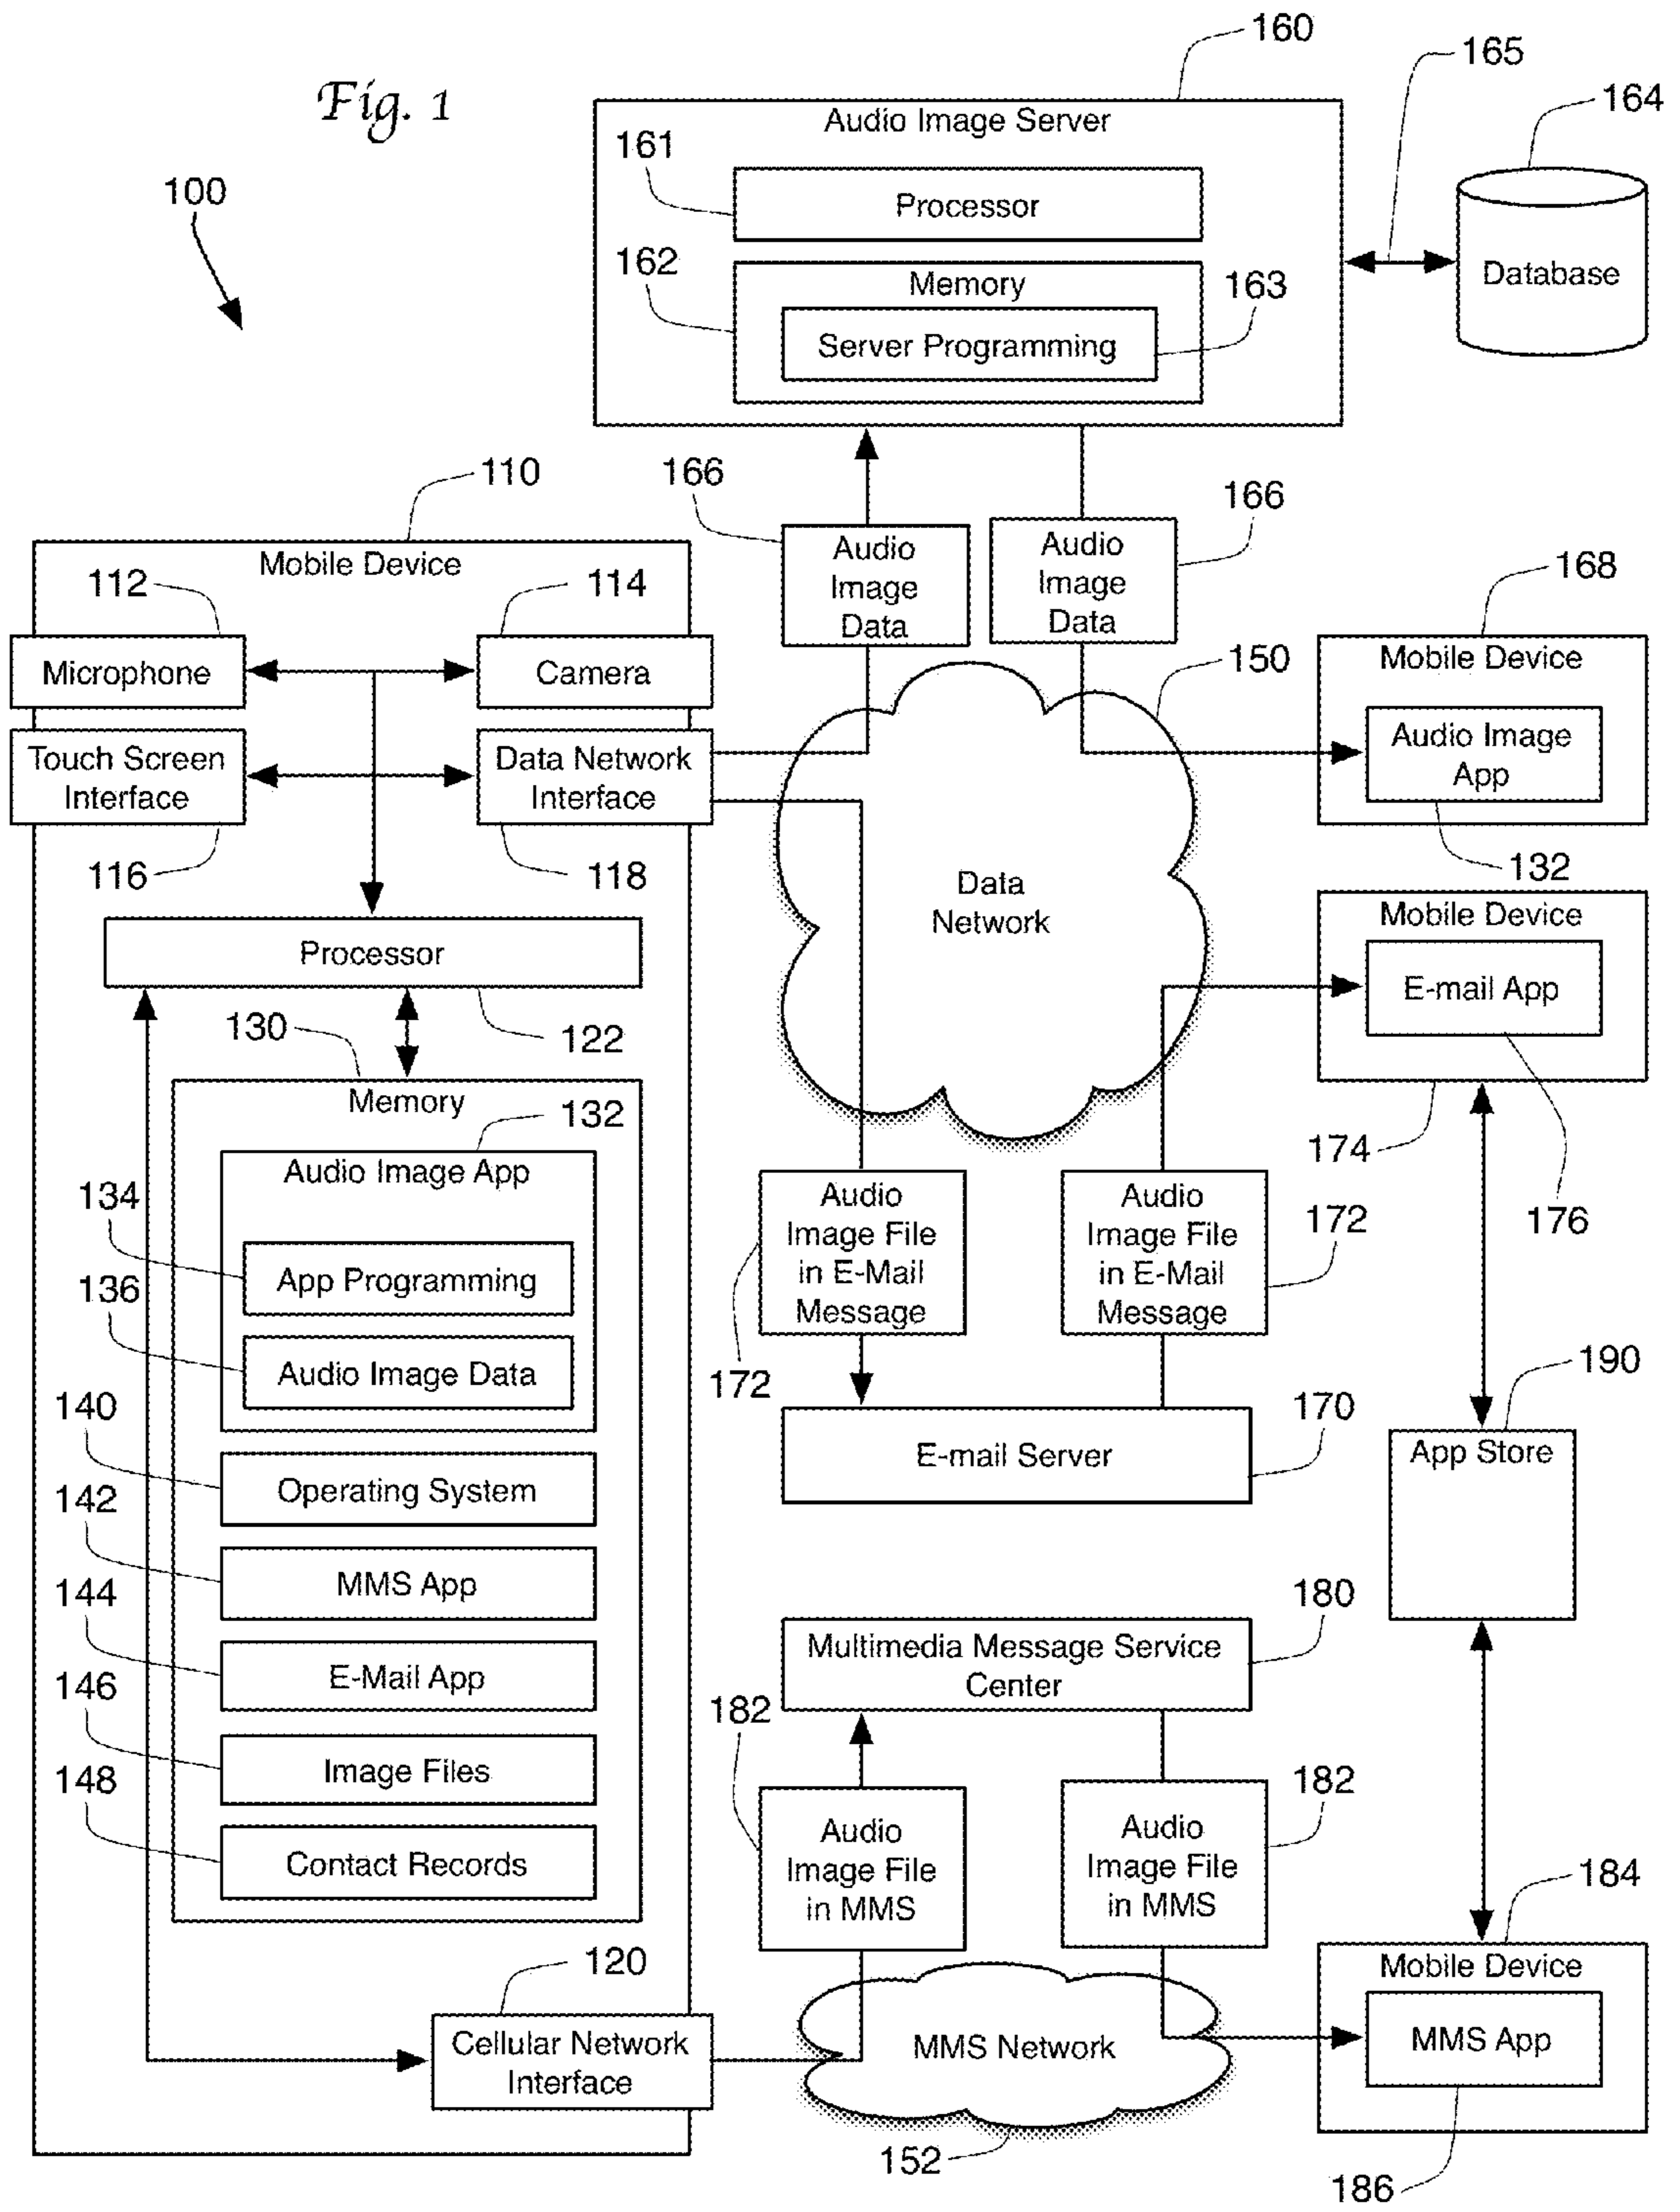 Fig. 1
100
160
165
164
Audio Image Server
161
Processor
162
Memory
163
Server Programming
Database
110
Mobile Device
112
114
Microphone
Camera
Touch Screen
Interface
Data Network
Interface
116
118
Processor
122
130
Memory
132
Audio Image App
134
App Programming
136
Audio Image Data
140
Operating System
142
MMS App
144
E-Mail App
146
Image Files
148
Contact Records
120
Cellular Network
Interface
166
Audio
Image
Data
166
Audio
Image
Data
150
Data
Network
168
Mobile Device
Audio Image
App
132
Mobile Device
E-mail App
174
176
Audio
Image File
in E-Mail
Message
172
Audio
Image File
in E-Mail
Message
172
170
E-mail Server
190
App Store
180
Multimedia Message Service
Center
182
Audio
Image File
in MMS
182
Audio
Image File
in MMS
MMS Network
152
184
Mobile Device
MMS App
186